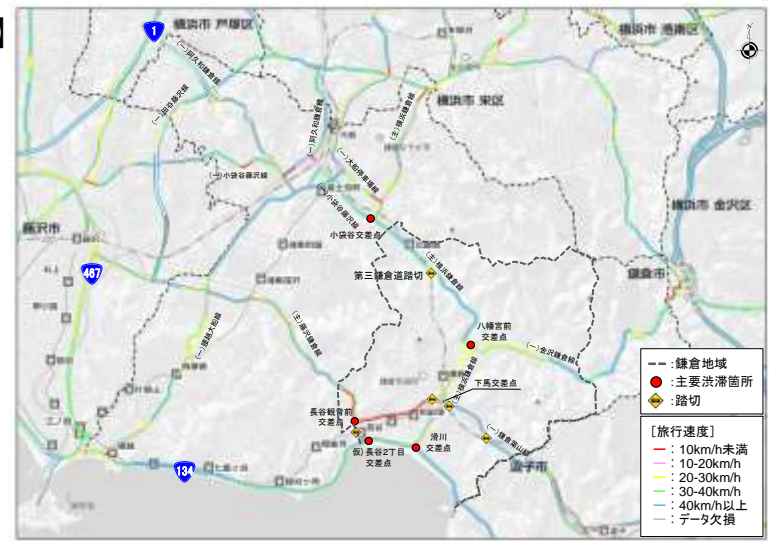 1
横浜市 戸塚区
横浜市 港南区
(一)阿久和鎌倉線
(一)田谷藤沢線
(一)阿久和鎌倉線
横浜市 栄区
(主)横浜鎌倉線
(一)大船停車場線
(一)小袋谷藤沢線
(一)小袋谷藤沢線
横浜市 金沢区
藤沢市
小袋谷交差点
467
第三鎌倉道踏切
(主)横浜鎌倉線
鎌倉市
八幡宮前
交差点
(一)金沢鎌倉線
(主)藤沢鎌倉線
(一)腰越大船線
(主)横浜鎌倉線
下馬交差点
長谷観音前
交差点
(仮)長谷2丁目
交差点
滑川
交差点
(一)鎌倉葉山線
逗子市
134
:鎌倉地域
:主要渋滞箇所
:踏切
[旅行速度]
:10km/h未満
:10-20km/h
:20-30km/h
:30-40km/h
:40km/h以上
:データ欠損